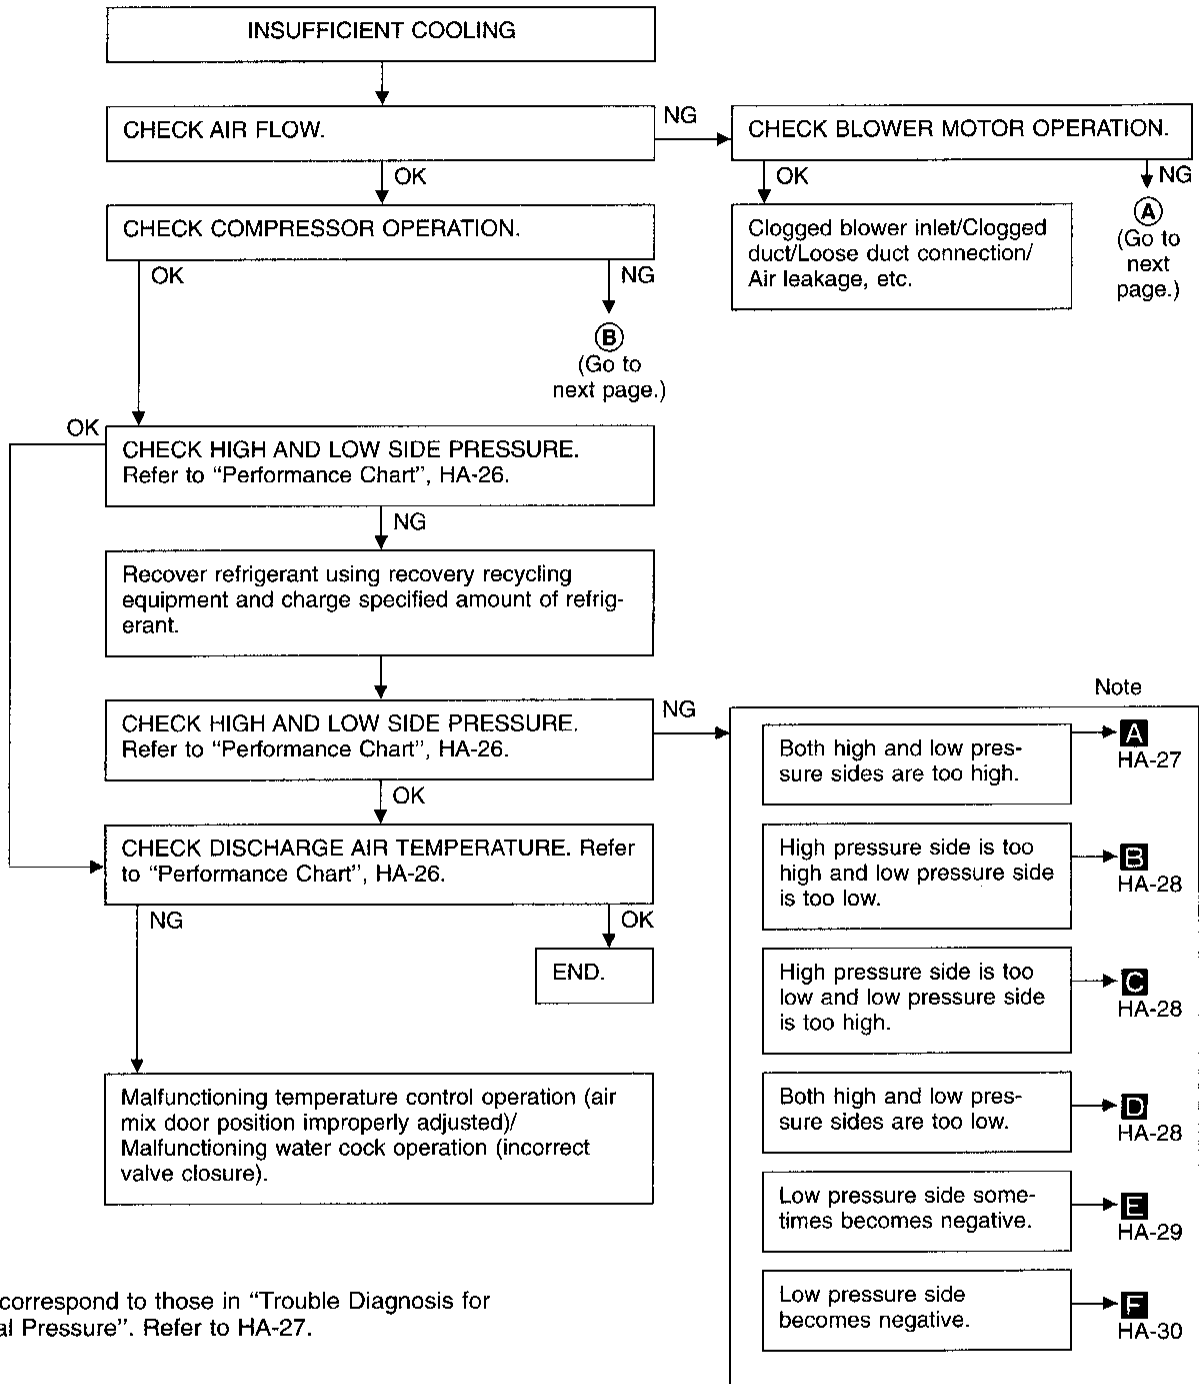 INSUFFICIENT COOLING
CHECK AIR FLOW.
NG
CHECK BLOWER MOTOR OPERATION.
OK
OK
NG
CHECK COMPRESSOR OPERATION.
Clogged blower inlet/Clogged
duct/Loose duct connection/
Air leakage, etc.
A
(Go to
next
page.)
OK
NG
B
(Go to
next page.)
OK
CHECK HIGH AND LOW SIDE PRESSURE.
Refer to “Performance Chart”, HA-26.
NG
Recover refrigerant using recovery recycling
equipment and charge specified amount of refrig-
erant.
CHECK HIGH AND LOW SIDE PRESSURE.
Refer to “Performance Chart”, HA-26.
NG
OK
CHECK DISCHARGE AIR TEMPERATURE. Refer
to “Performance Chart”, HA-26.
NG
OK
END.
Malfunctioning temperature control operation (air
mix door position improperly adjusted)/
Malfunctioning water cock operation (incorrect
valve closure).
Note
Both high and low pres-
sure sides are too high.
A
HA-27
High pressure side is too
high and low pressure side
is too low.
B
HA-28
High pressure side is too
low and low pressure side
is too high.
C
HA-28
Both high and low pres-
sure sides are too low.
D
HA-28
Low pressure side some-
times becomes negative.
E
HA-29
Low pressure side
becomes negative.
F
HA-30
correspond to those in “Trouble Diagnosis for
al Pressure”. Refer to HA-27.